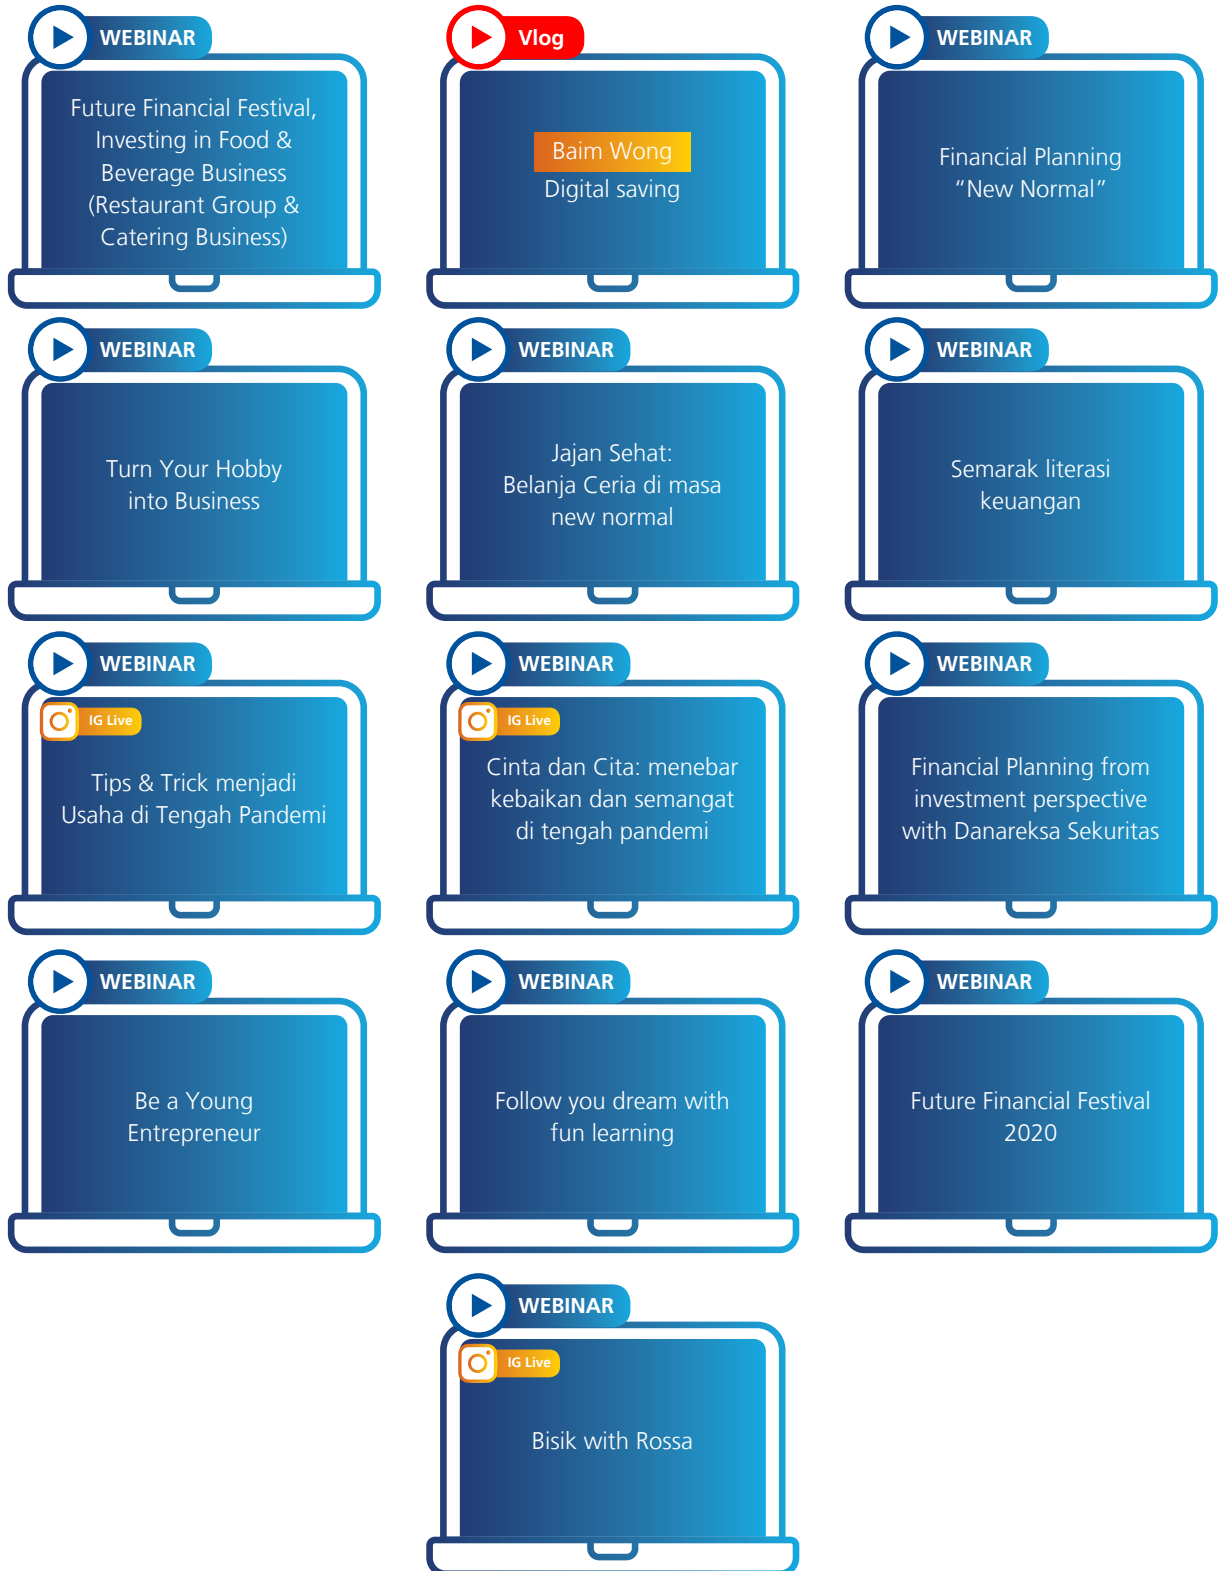 WEBINAR
Future Financial Festival,
Investing in Food &
Beverage Business
(Restaurant Group &
Catering Business)
Vlog
Baim Wong
Digital saving
WEBINAR
Financial Planning
“New Normal”
WEBINAR
Turn Your Hobby
into Business
WEBINAR
Jajan Sehat:
Belanja Ceria di masa
new normal
WEBINAR
Semarak literasi
keuangan
WEBINAR
IG Live
Tips & Trick menjadi
Usaha di Tengah Pandemi
WEBINAR
IG Live
Cinta dan Cita: menebar
kebaikan dan semangat
di tengah pandemi
WEBINAR
Financial Planning from
investment perspective
with Danareksa Sekuritas
WEBINAR
Be a Young
Entrepreneur
WEBINAR
Follow you dream with
fun learning
WEBINAR
Future Financial Festival
2020
WEBINAR
IG Live
Bisik with Rossa